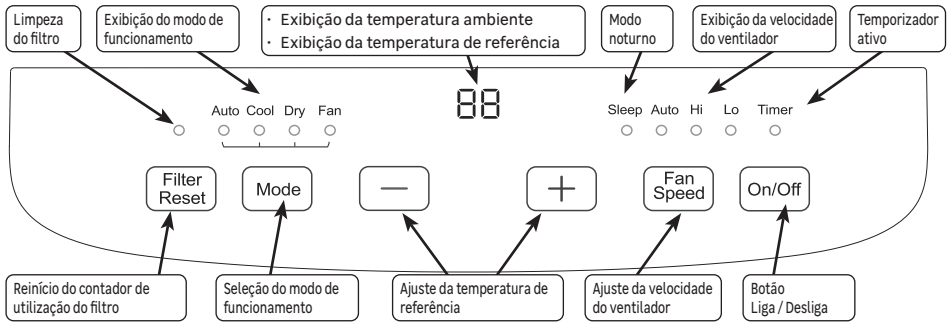 Limpeza
do filtro
Exibição do modo de
funcionamento
· Exibição da temperatura ambiente
· Exibição da temperatura de referência
Modo
noturno
Exibição da velocidade
do ventilador
Temporizador
ativo
88
Auto Cool Dry Fan
Sleep Auto Hi Lo Timer
Filter
Reset
Mode
—
+
Fan
Speed
On/Off
Reinício do contador de
utilização do filtro
Seleção do modo de
funcionamento
Ajuste da temperatura de
referência
Ajuste da velocidade
do ventilador
Botão
Liga / Desliga